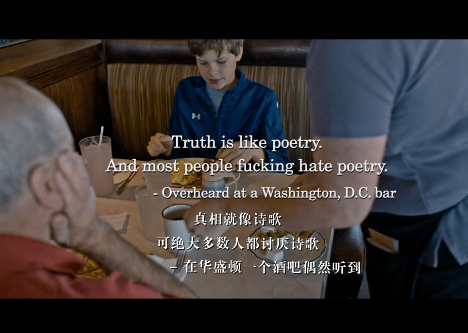 Truth is like poetry.
And most people fucking hate poetry.
- Overheard at a Washington, D.C. bar
真相就像诗歌
可绝大多数人都讨厌诗歌
- 在华盛顿一个酒吧偶然听到